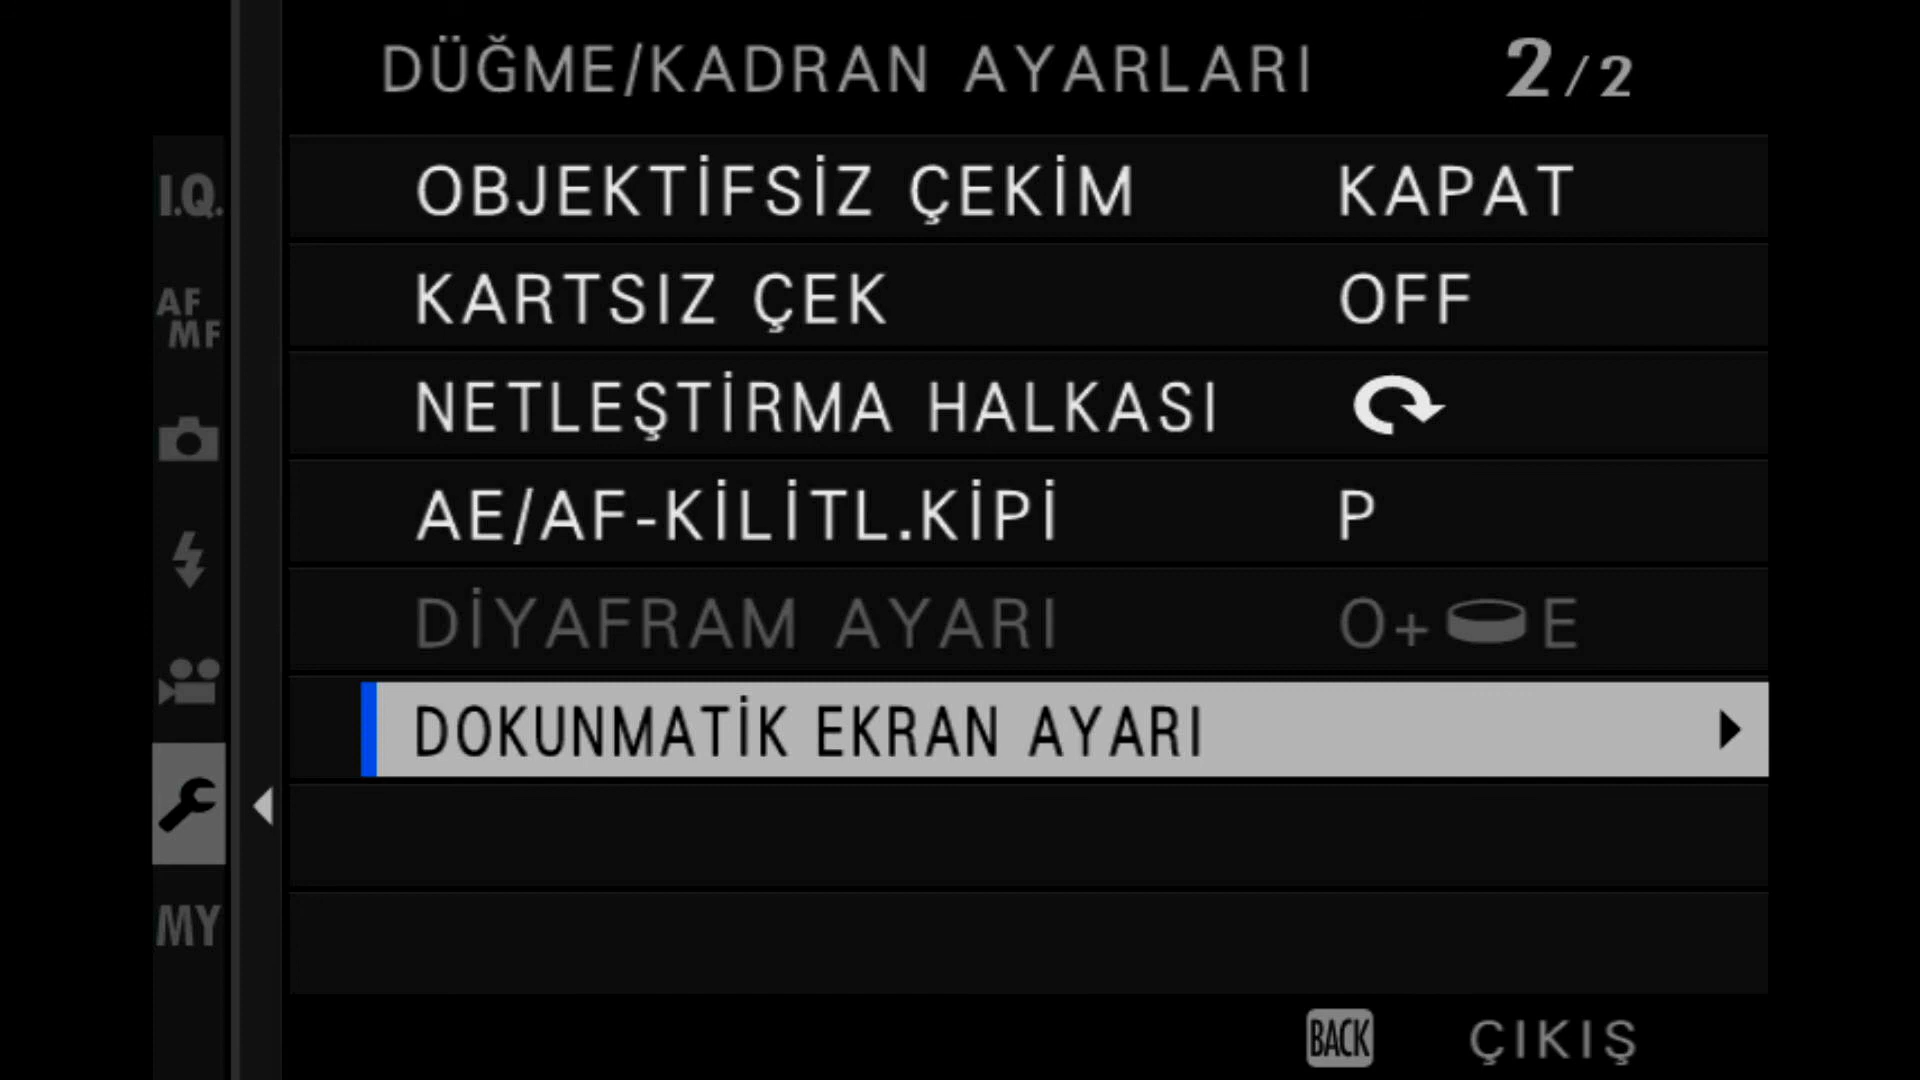 DÜĞME/KADRAN AYARLARI 2/2
I.Q.
OBJEKTİFSİZ ÇEKİM KAPAT
KARTSIZ ÇEK OFF
AF
MF
NETLEŞTİRMA HALKASI
AE/AF-KİLİTL.KİPİ P
DİYAFRAM AYARI O+ E
DOKUNMATİK EKRAN AYARI
MY
BACK ÇIKIŞ